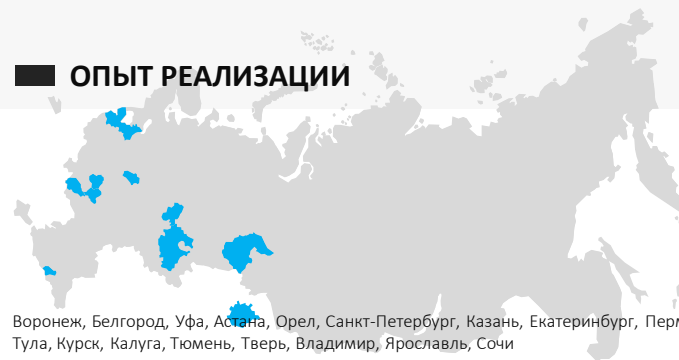 ОПЫТ РЕАЛИЗАЦИИ
Воронеж, Белгород, Уфа, Астана, Орел, Санкт-Петербург, Казань, Екатеринбург,
Тула, Курск, Калуга, Тюмень, Тверь, Владимир, Ярославль, Сочи